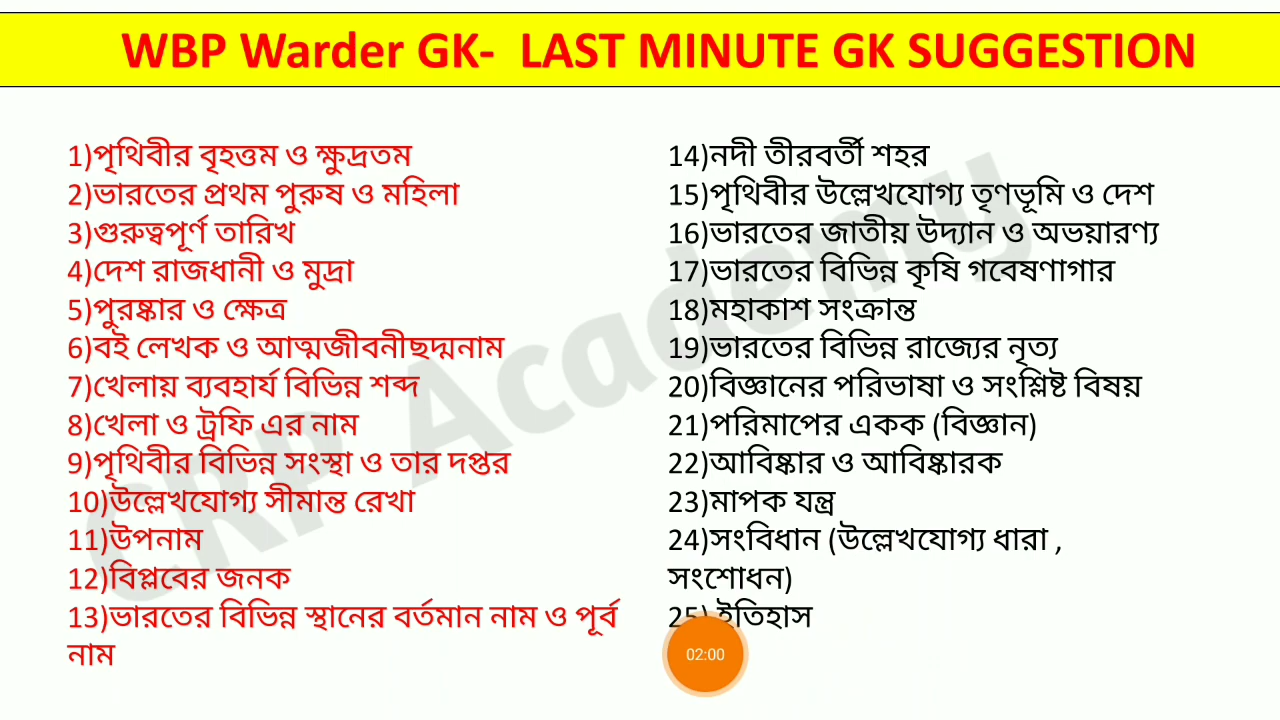 WBP Warder GK- LAST MINUTE GK SUGGESTION
1)পৃথিবীর বৃহত্তম ও ক্ষুদ্রতম
2)ভারতের প্রথম পুরুষ ও মহিলা
3)গুরুত্বপূর্ণ তারিখ
4)দেশ রাজধানী ও মুদ্রা
5)পুরষ্কার ও ক্ষেত্র
6)বই লেখক ও আত্মজীবনীছদ্মনাম
7)খেলায় ব্যবহার্য বিভিন্ন শব্দ
8)খেলা ও ট্রফি এর নাম
9)পৃথিবীর বিভিন্ন সংস্থা ও তার দপ্তর
10)উল্লেখযোগ্য সীমান্ত রেখা
11)উপনাম
12)বিপ্লবের জনক
13)ভারতের বিভিন্ন স্থানের বর্তমান নাম ও পূর্ব
নাম
14)নদী তীরবর্তী শহর
15)পৃথিবীর উল্লেখযোগ্য তৃণভূমি ও দেশ
16)ভারতের জাতীয় উদ্যান ও অভয়ারণ্য
17)ভারতের বিভিন্ন কৃষি গবেষণাগার
18)মহাকাশ সংক্রান্ত
19)ভারতের বিভিন্ন রাজ্যের নৃত্য
20)বিজ্ঞানের পরিভাষা ও সংশ্লিষ্ট বিষয়
21)পরিমাপের একক (বিজ্ঞান)
22)আবিষ্কার ও আবিষ্কারক
23)মাপক যন্ত্র
24)সংবিধান (উল্লেখযোগ্য ধারা ,
সংশোধন)
25) ইতিহাস
02:00
CRP Academy